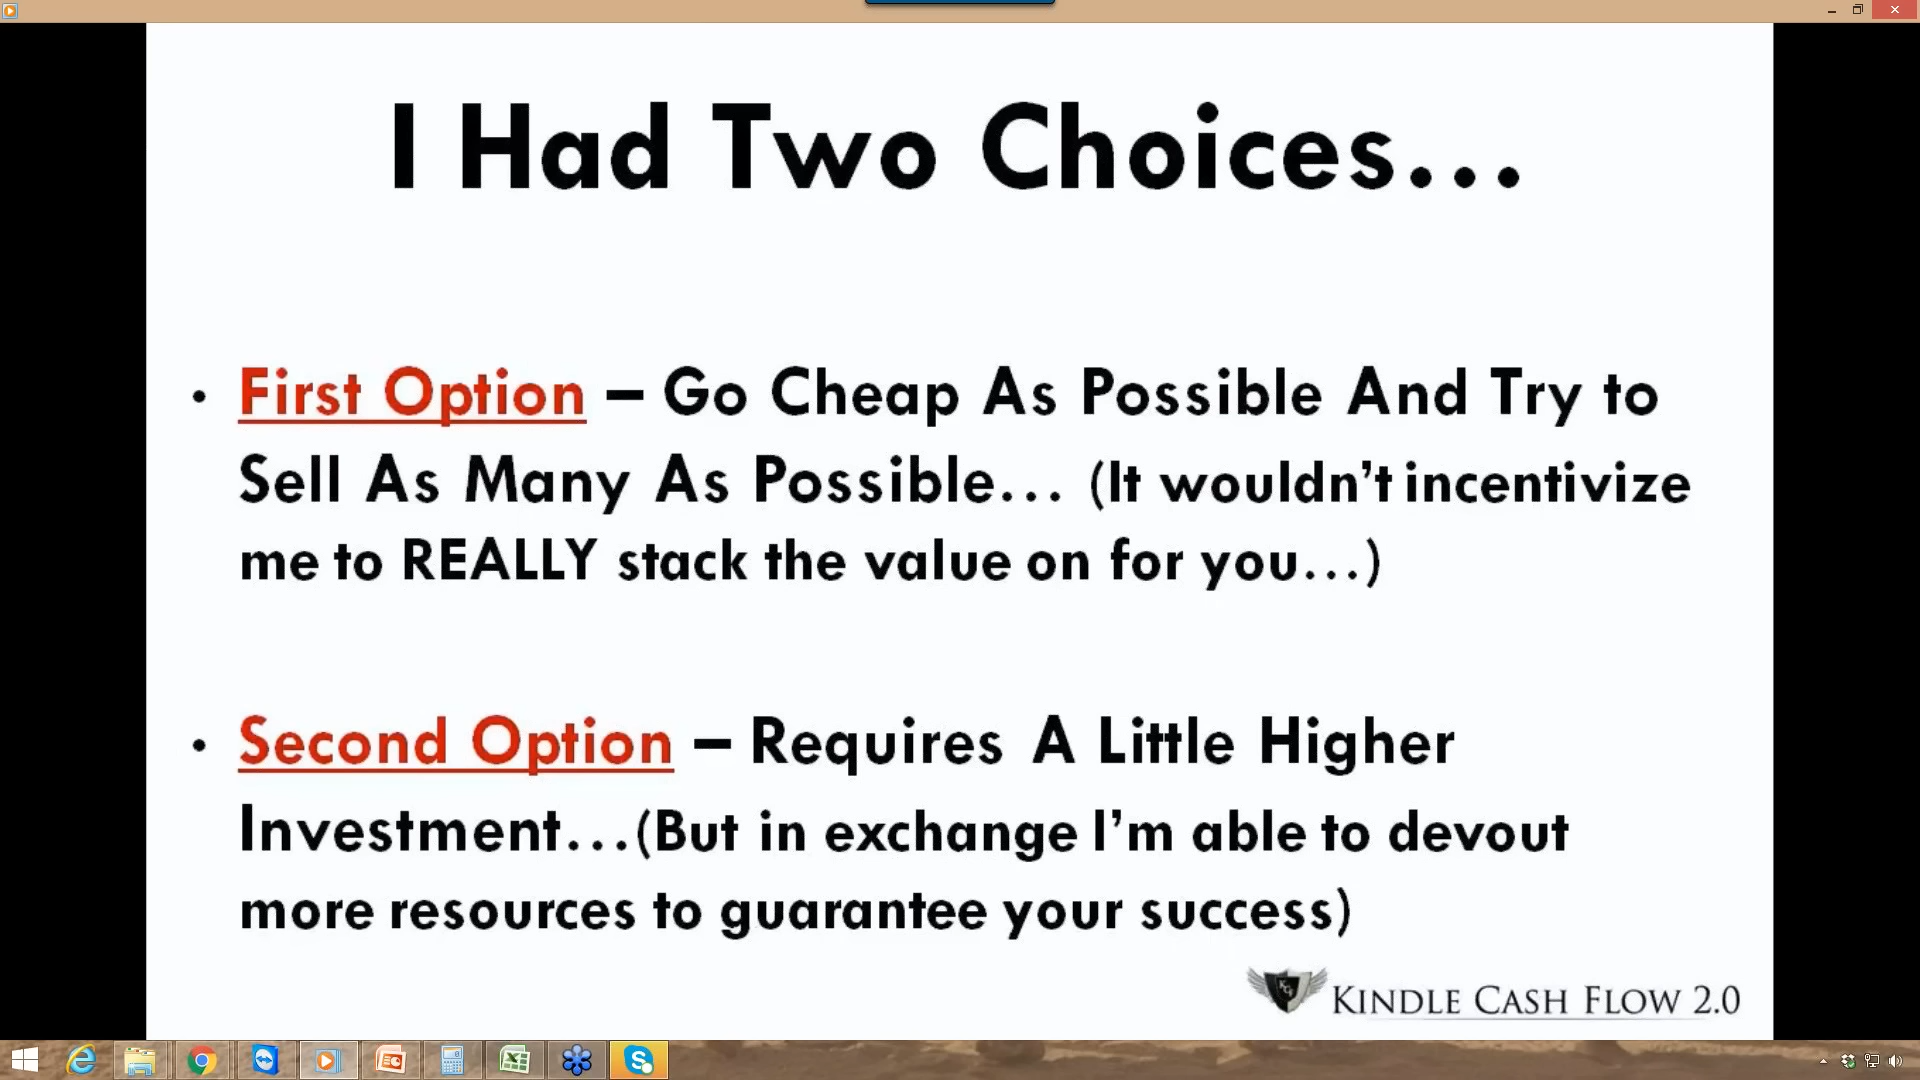 I Had Two Choices...
• First Option – Go Cheap As Possible And Try to
Sell As Many As Possible... (It wouldn't incentivize
me to REALLY stack the value on for you...)
• Second Option – Requires A Little Higher
Investment...(But in exchange I'm able to devout
more resources to guarantee your success)
KCF
KINDLE CASH FLOW 2.0